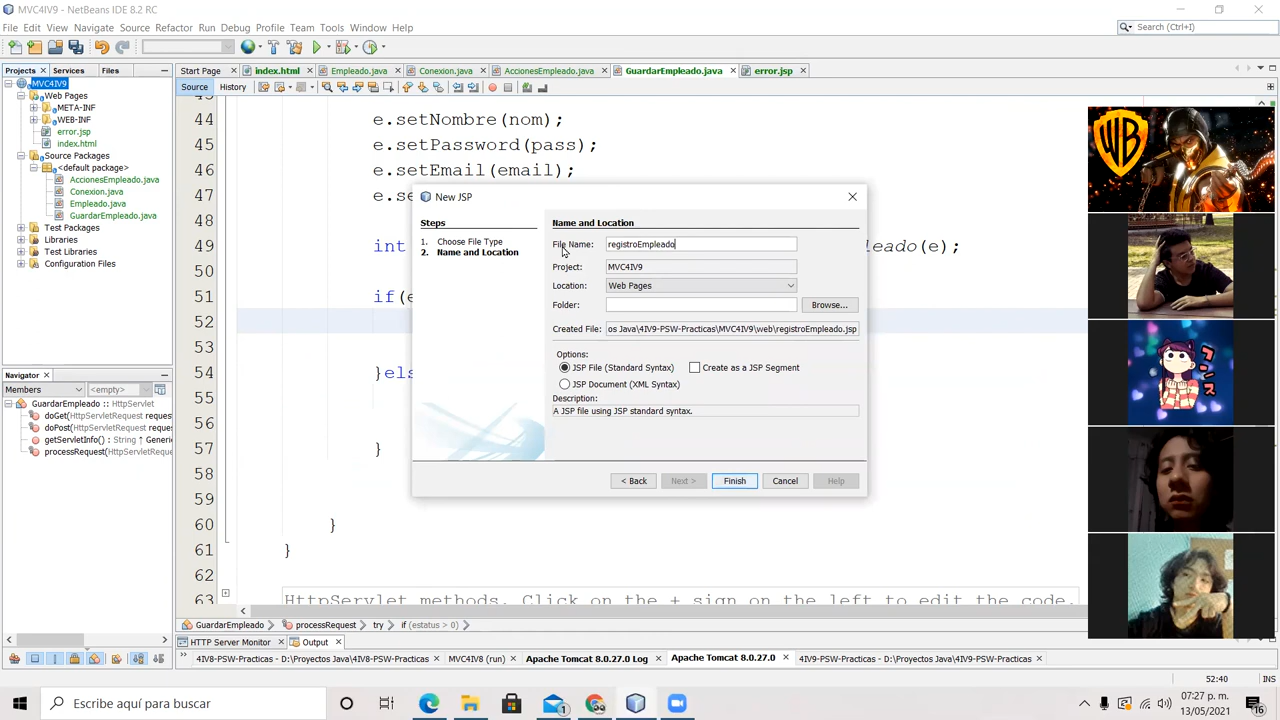 MVC4IV9 - NetBeans IDE 8.2 RC
File Edit View Navigate Source Refactor Run Debug Profile Team Tools Window Help
Search (Ctrl+I)
Projects Services Files
Start Page index.html Empleado.java Conexion.java AccionesEmpleado.java GuardarEmpleado.java error.jsp
Source History
MVC4IV9
Web Pages
META-INF
WEB-INF
error.jsp
index.html
Source Packages
<default package>
AccionesEmpleado.java
Conexion.java
Empleado.java
GuardarEmpleado.java
Test Packages
Libraries
Test Libraries
Configuration Files
Navigator
Members <empty>
GuardarEmpleado :: HttpServlet
doGet(HttpServletRequest reques
doPost(HttpServletRequest reque
getServletInfo() : String ↑ Generi
processRequest(HttpServletReque
44 e.setNombre(nom);
45 e.setPassword(pass);
46 e.setEmail(email);
47 e.se
48
49 int leado(e);
50
51 if(e
52
53
54 }els
55
56
57 }
58
59
60 }
61 }
62
63 HttpServlet methods. Click on the + sign on the left to edit the code.
New JSP
Steps
1. Choose File Type
2. Name and Location
Name and Location
File Name: registroEmpleado
Project: MVC4IV9
Location: Web Pages
Folder: Browse...
Created File: os Java\4IV9-PSW-Practicas\MVC4IV9\web\registroEmpleado.jsp
Options:
JSP File (Standard Syntax) Create as a JSP Segment
JSP Document (XML Syntax)
Description:
A JSP file using JSP standard syntax.
< Back Next > Finish Cancel Help
WB
GuardarEmpleado processRequest try if (estatus > 0)
HTTP Server Monitor Output
4IV8-PSW-Practicas - D:\Proyectos Java\4IV8-PSW-Practicas MVC4IV8 (run) Apache Tomcat 8.0.27.0 Log Apache Tomcat 8.0.27.0 4IV9-PSW-Practicas - D:\Proyectos Java\4IV9-PSW-Practicas
52:40 INS
Escribe aquí para buscar
1
07:27 p. m.
13/05/2021
16